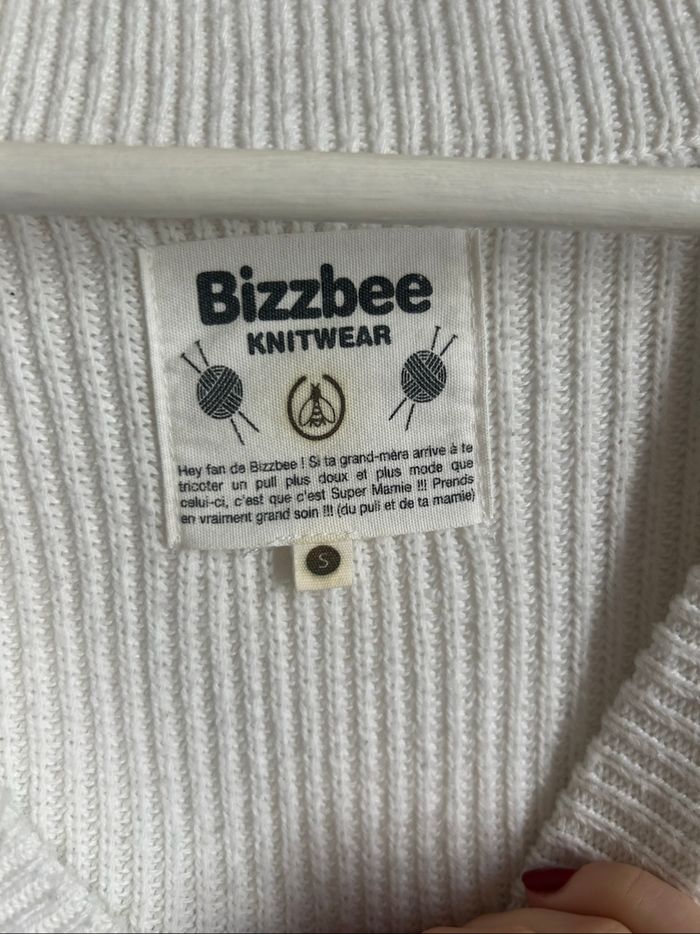 Bizzbee
KNITWEAR
Hey fan de Bizzbee ! Si ta grand-mère arrive à te
tricoter un pull plus doux et plus mode que
celui-ci, c'est que c'est Super Mamie !!! Prends
en vraiment grand soin !!! (du pull et de ta mamie)
S